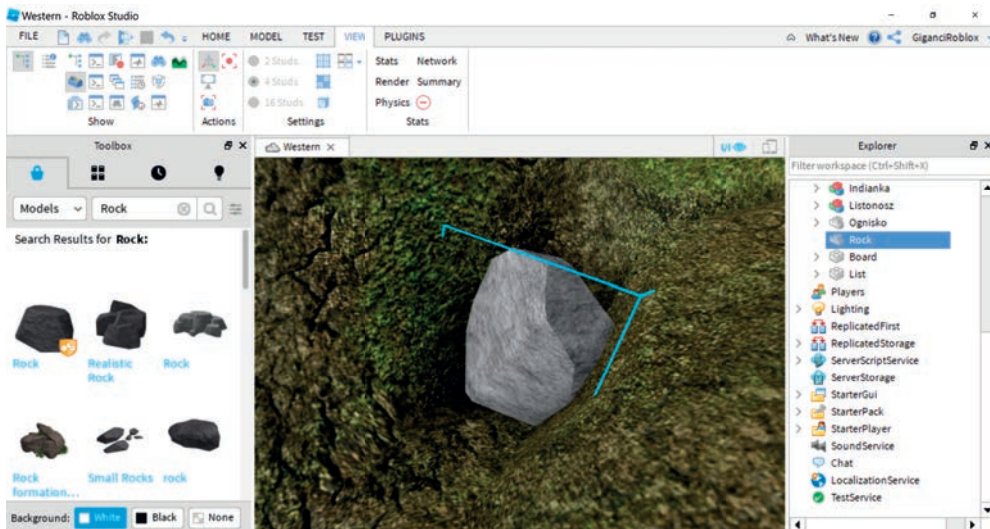 Western - Roblox Studio
FILE HOME MODEL TEST VIEW PLUGINS What's New GiganciRoblox
2 Studs Stats Network
4 Studs Render Summary
16 Studs Physics
Show Actions Settings Stats
Toolbox
Models Rock
Search Results for Rock:
Rock Realistic Rock Rock
Rock formation... Small Rocks rock
Background: White Black None
Western UI
Explorer
Filter workspace (Ctrl+Shift+X)
Indianka
Listonosz
Ognisko
Rock
Board
List
Players
Lighting
ReplicatedFirst
ReplicatedStorage
ServerScriptService
ServerStorage
StarterGui
StarterPack
StarterPlayer
SoundService
Chat
LocalizationService
TestService